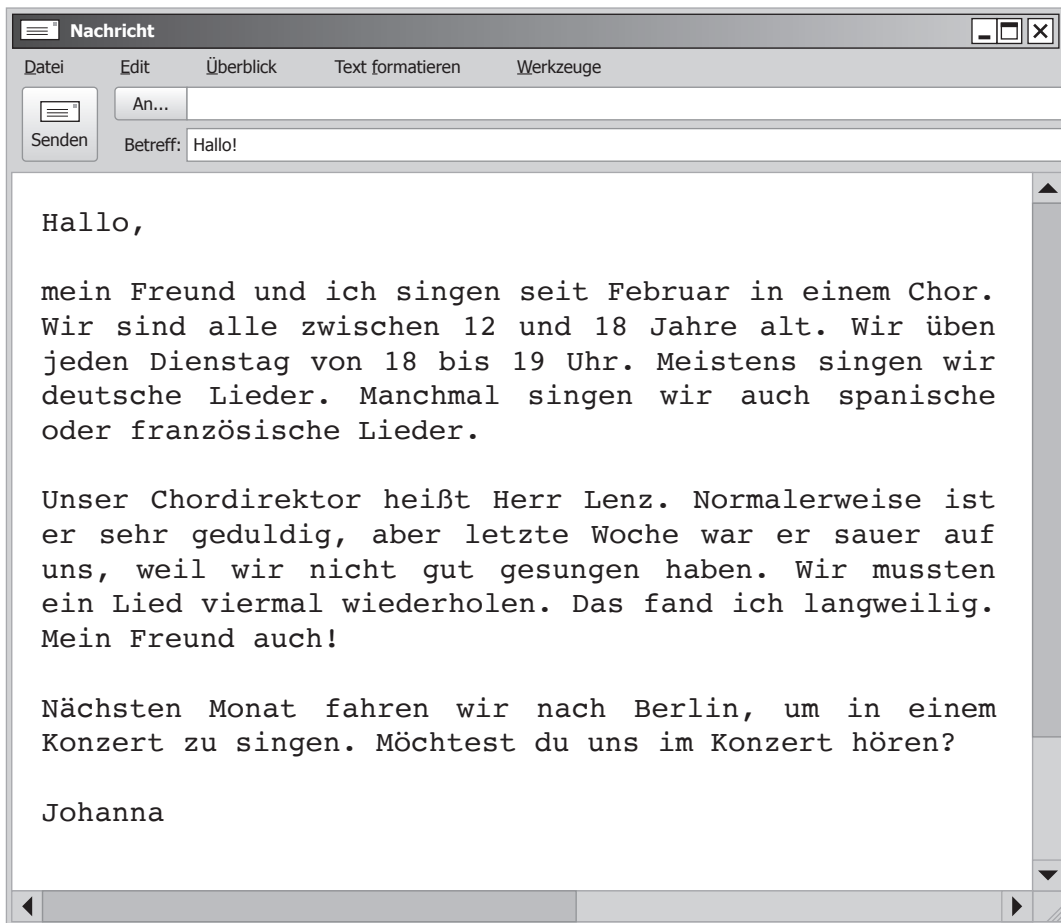 Nachricht
Datei Edit Überblick Text formatieren Werkzeuge
An...
Senden
Betreff: Hallo!
Hallo,
mein Freund und ich singen seit Februar in einem Chor.
Wir sind alle zwischen 12 und 18 Jahre alt. Wir üben
jeden Dienstag von 18 bis 19 Uhr. Meistens singen wir
deutsche Lieder. Manchmal singen wir auch spanische
oder französische Lieder.
Unser Chordirektor heißt Herr Lenz. Normalerweise ist
er sehr geduldig, aber letzte Woche war er sauer auf
uns, weil wir nicht gut gesungen haben. Wir mussten
ein Lied viermal wiederholen. Das fand ich langweilig.
Mein Freund auch!
Nächsten Monat fahren wir nach Berlin, um in einem
Konzert zu singen. Möchtest du uns im Konzert hören?
Johanna